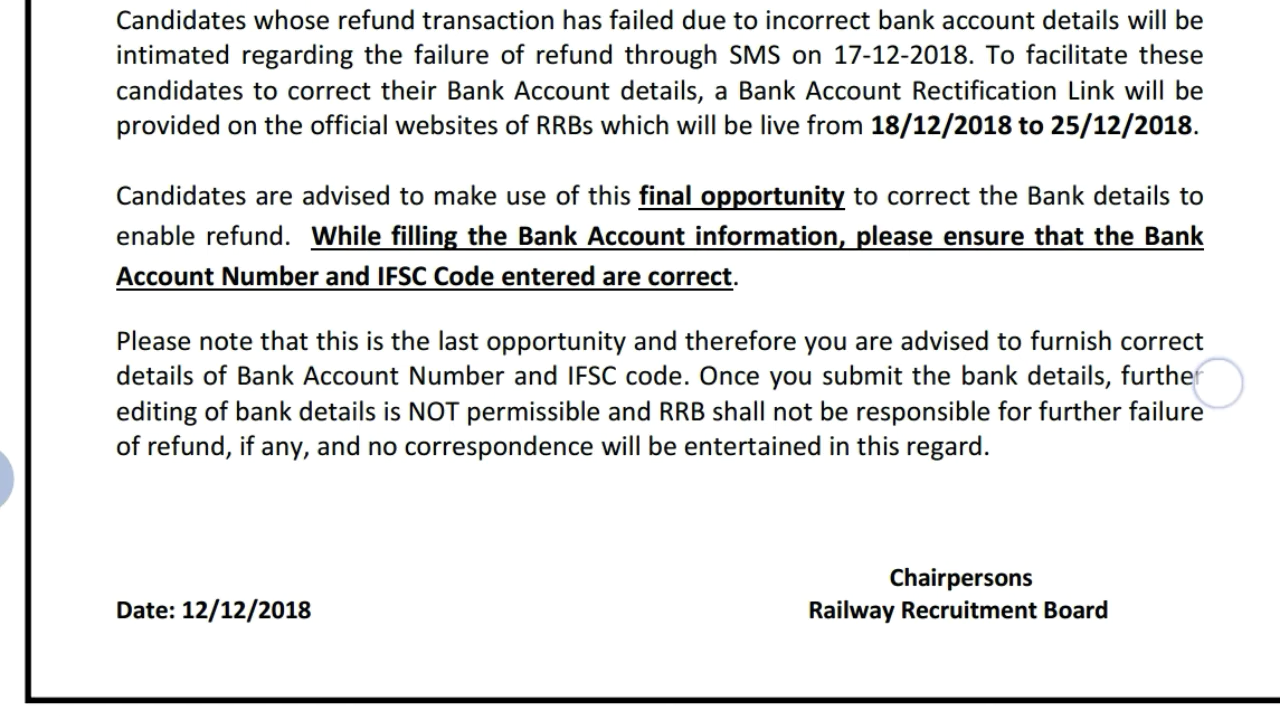 Candidates whose refund transaction has failed due to incorrect bank account details will be
intimated regarding the failure of refund through SMS on 17-12-2018. To facilitate these
candidates to correct their Bank Account details, a Bank Account Rectification Link will be
provided on the official websites of RRBs which will be live from 18/12/2018 to 25/12/2018.
Candidates are advised to make use of this final opportunity to correct the Bank details to
enable refund. While filling the Bank Account information, please ensure that the Bank
Account Number and IFSC Code entered are correct.
Please note that this is the last opportunity and therefore you are advised to furnish correct
details of Bank Account Number and IFSC code. Once you submit the bank details, further
editing of bank details is NOT permissible and RRB shall not be responsible for further failure
of refund, if any, and no correspondence will be entertained in this regard.
Chairpersons
Date: 12/12/2018 Railway Recruitment Board